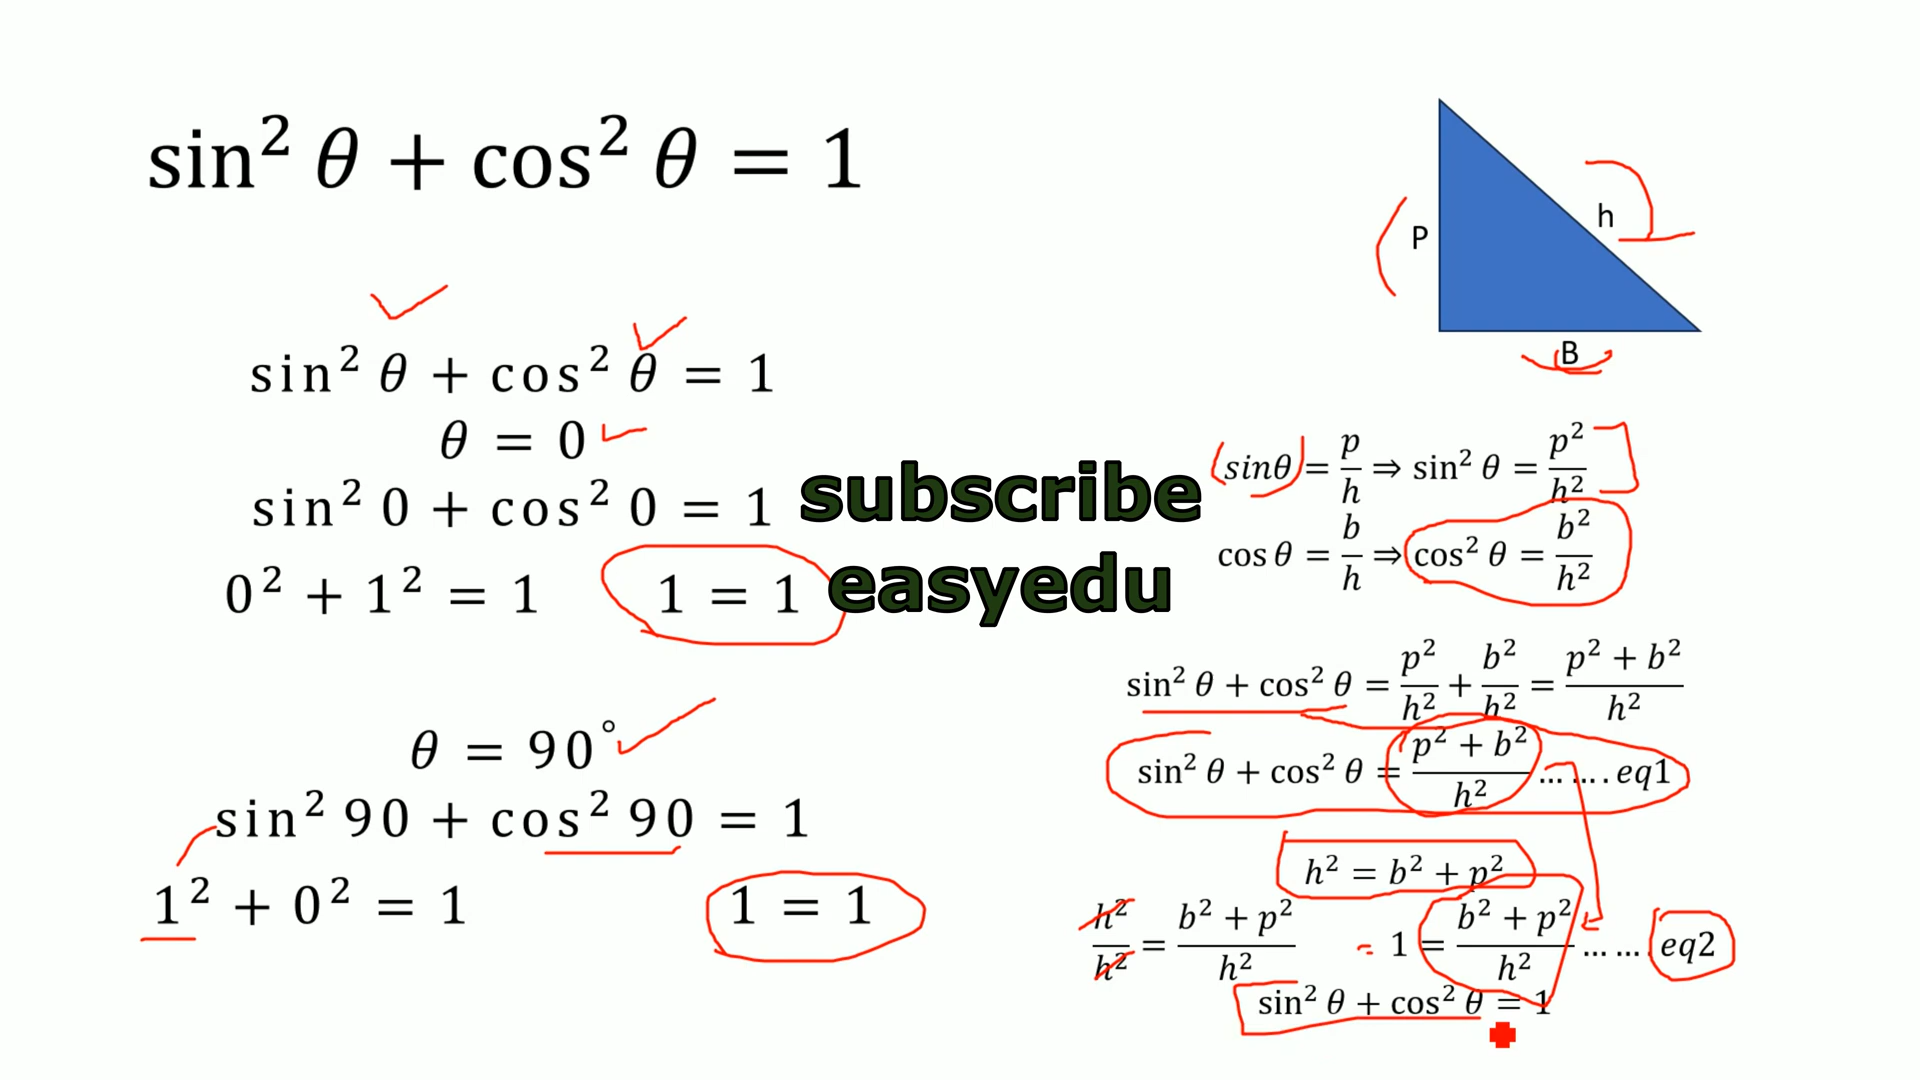 sin² θ + cos² θ = 1
sin² θ + cos² θ = 1
θ = 0
sin² 0 + cos² 0 = 1
0² + 1² = 1    1 = 1
θ = 90°
sin² 90 + cos² 90 = 1
1² + 0² = 1    1 = 1
subscribe
easyedu
P
h
B
sinθ = p/h ⇒ sin² θ = p²/h²
cos θ = b/h ⇒ cos² θ = b²/h²
sin² θ + cos² θ = p²/h² + b²/h² = (p² + b²)/h²
sin² θ + cos² θ = (p² + b²)/h² … … . eq1
h² = b² + p²
h²/h² = (b² + p²)/h²    = 1 = (b² + p²)/h² … … . eq2
sin² θ + cos² θ = 1